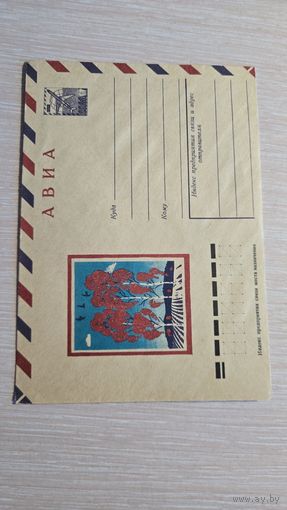 АВИА
Куда
Кому
Индекс предприятия связи и адрес
отправителя
Индекс предприятия связи места назначения
www.ay.by